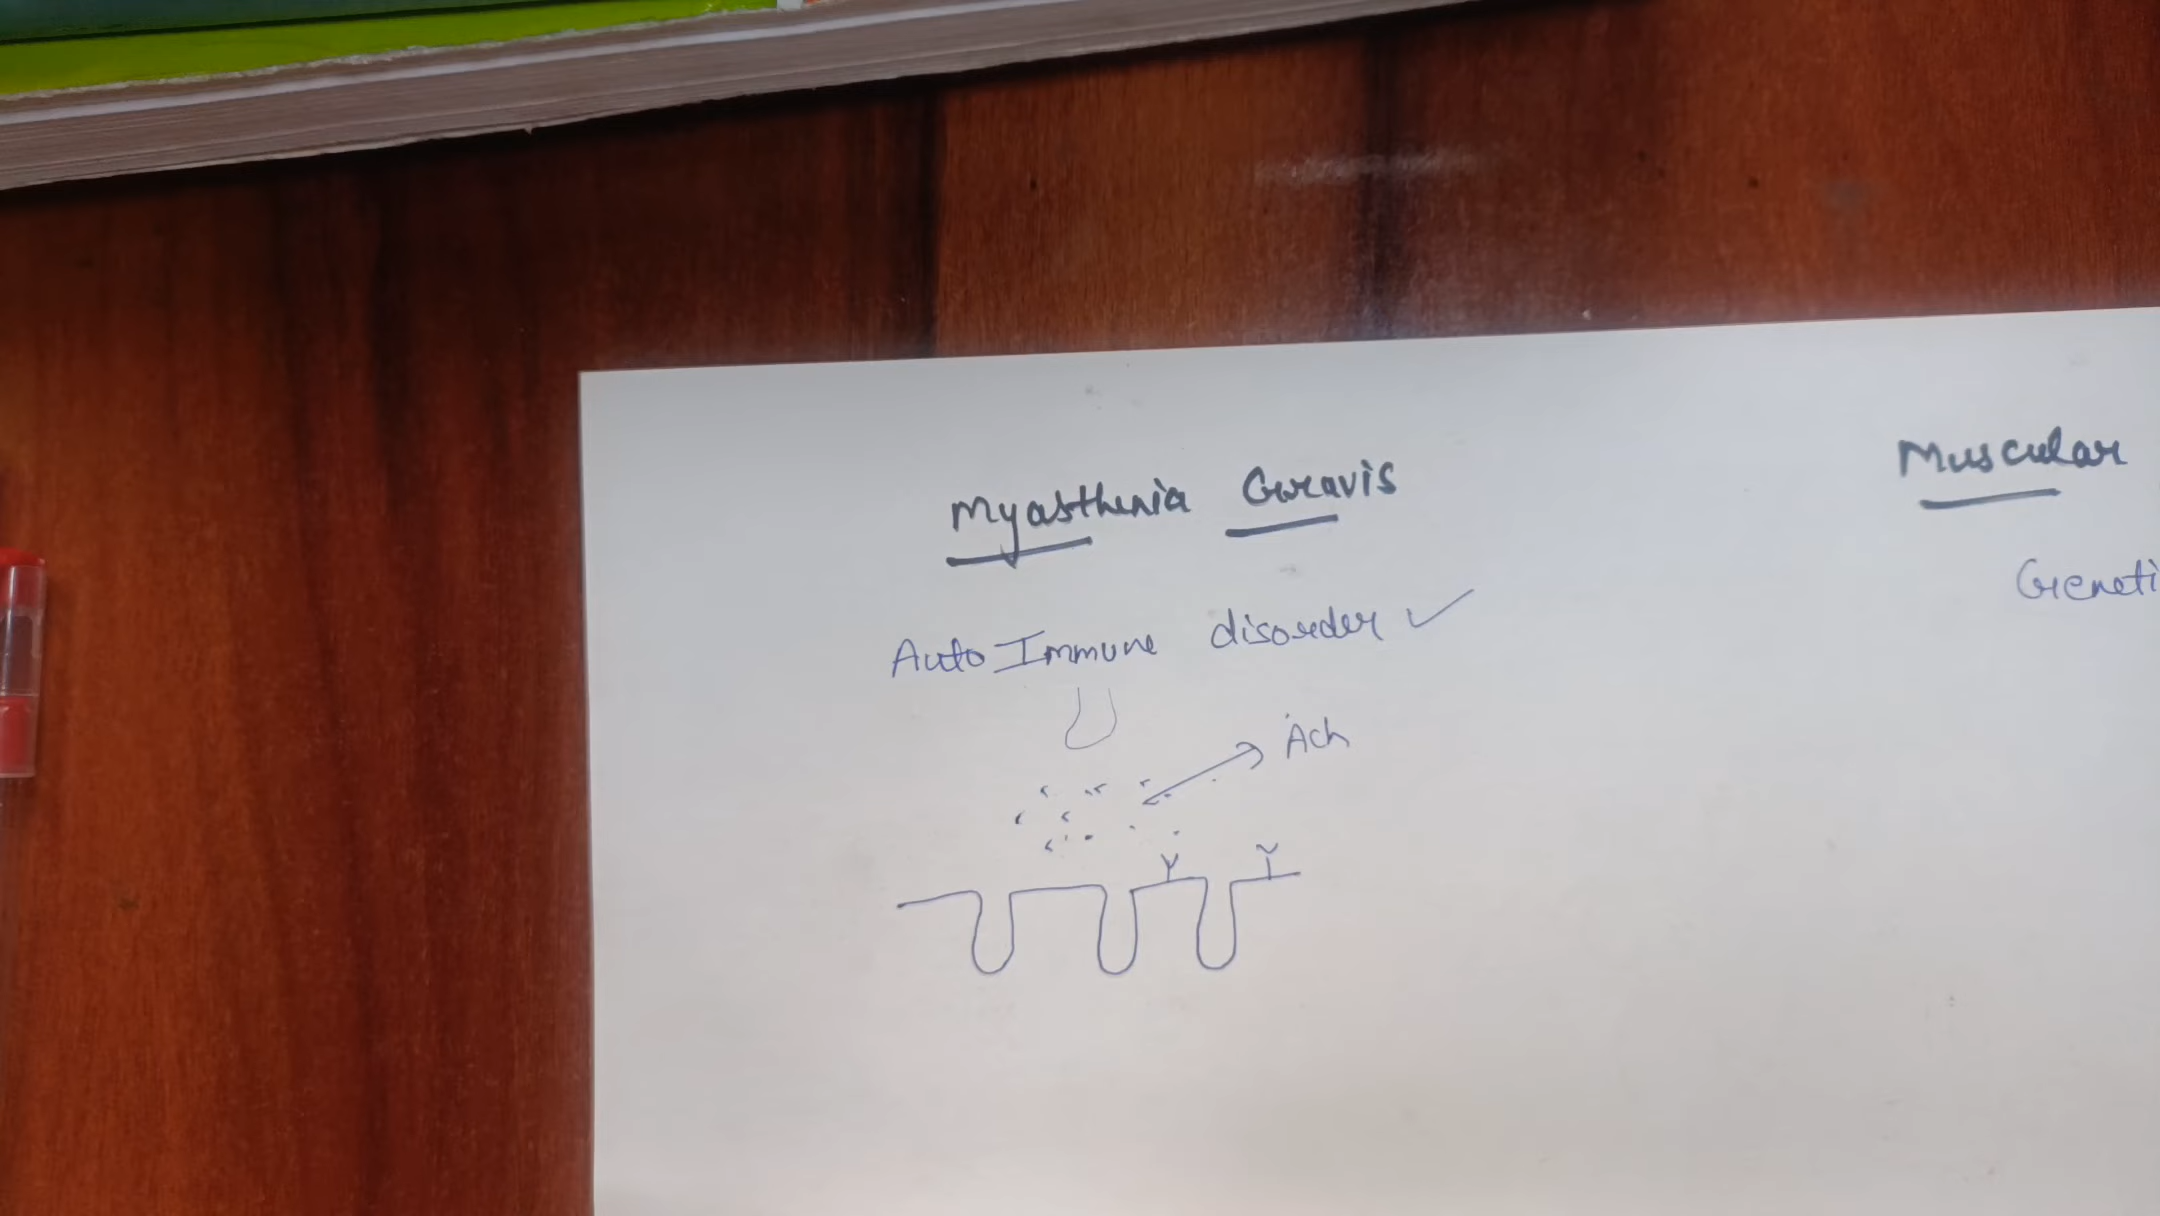 Myasthenia Gravis
Muscular
Auto Immune disorder ✓
Geneti
Ach